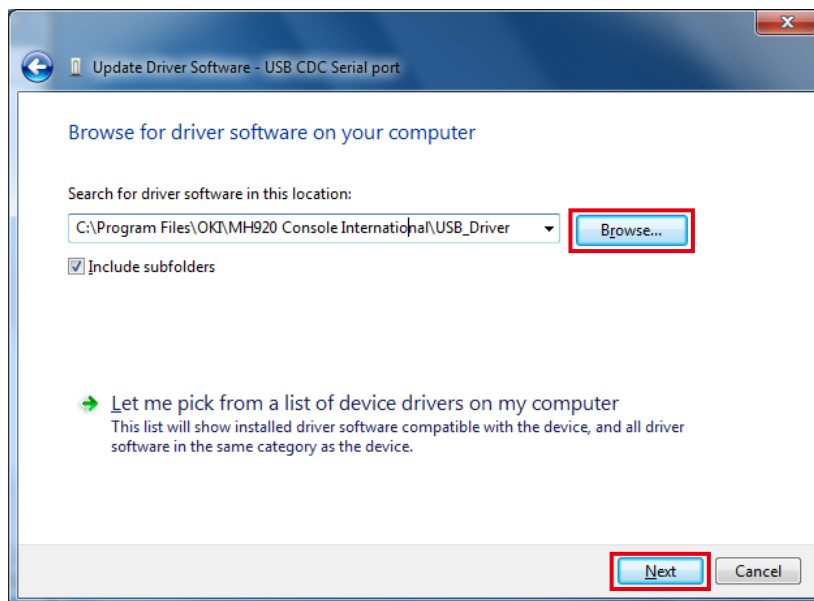 Update Driver Software - USB CDC Serial port
Browse for driver software on your computer
Search for driver software in this location:
C:\Program Files\OKI\MH920 Console International\USB_Driver
Browse...
Include subfolders
Let me pick from a list of device drivers on my computer
This list will show installed driver software compatible with the device, and all driver
software in the same category as the device.
Next
Cancel